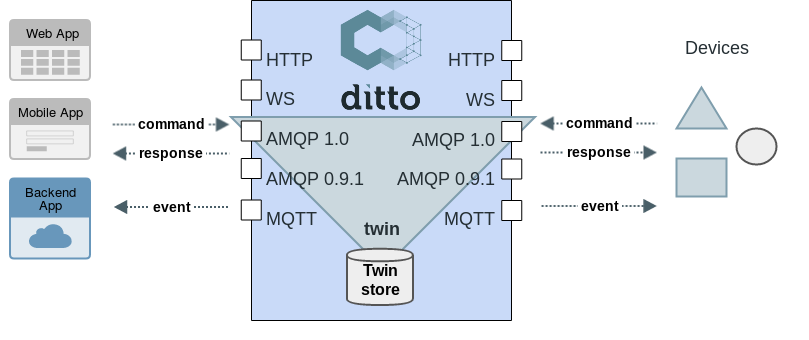 Web App
Mobile App
Backend
App
command
response
event
ditto
HTTP
WS
AMQP 1.0
AMQP 0.9.1
MQTT
HTTP
WS
AMQP 1.0
AMQP 0.9.1
MQTT
twin
Twin
store
Devices
command
response
event